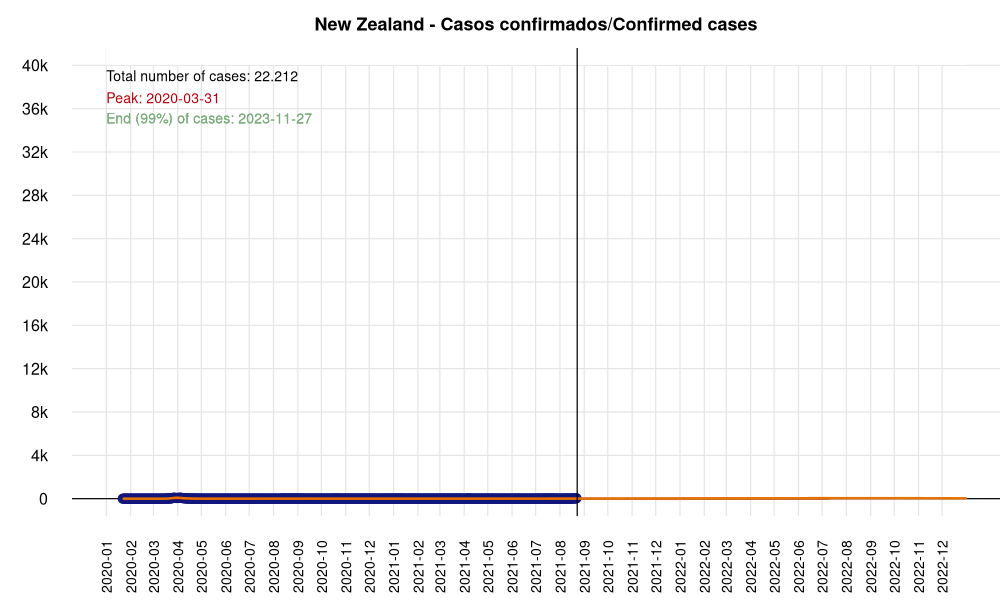 New Zealand - Casos confirmados/Confirmed cases
Total number of cases: 22.212
Peak: 2020-03-31
End (99%) of cases: 2023-11-27
40k
36k
32k
28k
24k
20k
16k
12k
8k
4k
0
2020-01
2020-02
2020-03
2020-04
2020-05
2020-06
2020-07
2020-08
2020-09
2020-10
2020-11
2020-12
2021-01
2021-02
2021-03
2021-04
2021-05
2021-06
2021-07
2021-08
2021-09
2021-10
2021-11
2021-12
2022-01
2022-02
2022-03
2022-04
2022-05
2022-06
2022-07
2022-08
2022-09
2022-10
2022-11
2022-12